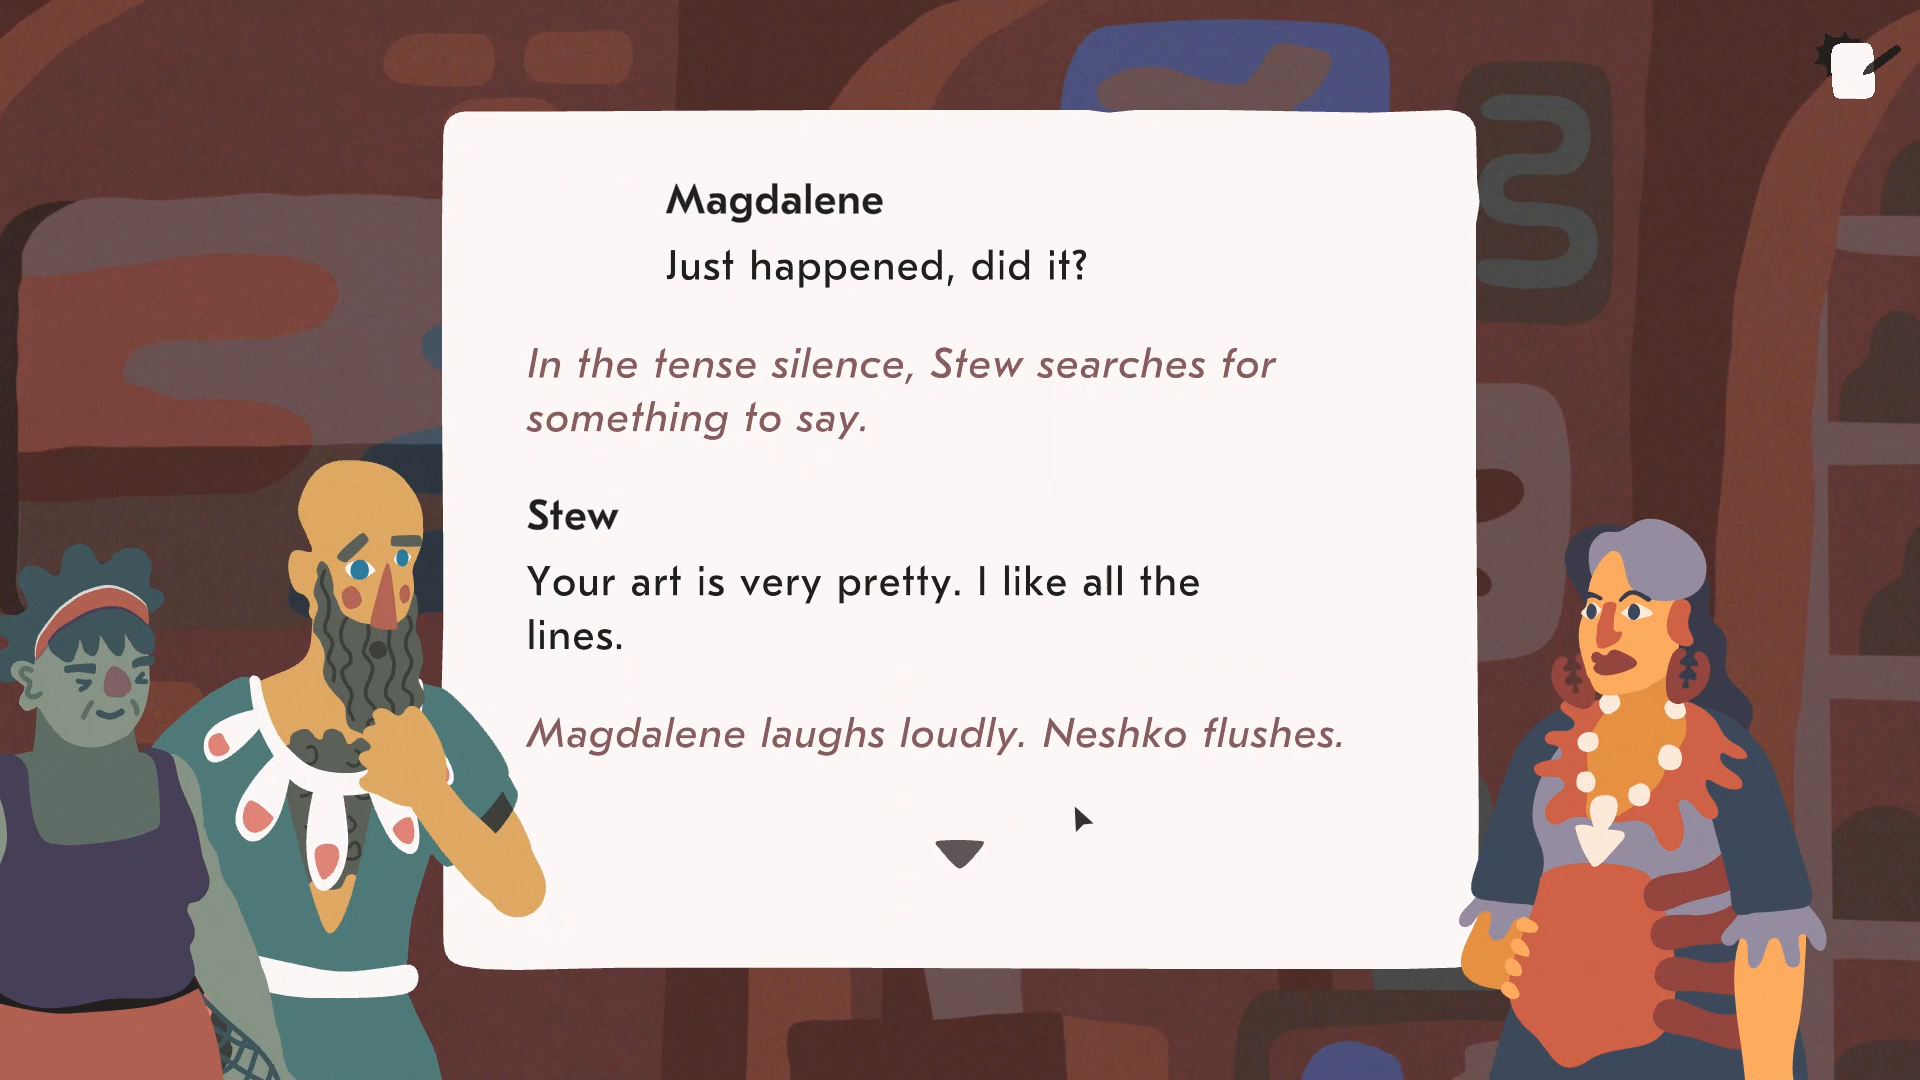 Magdalene
Just happened, did it?
In the tense silence, Stew searches for
something to say.
Stew
Your art is very pretty. I like all the
lines.
Magdalene laughs loudly. Neshko flushes.